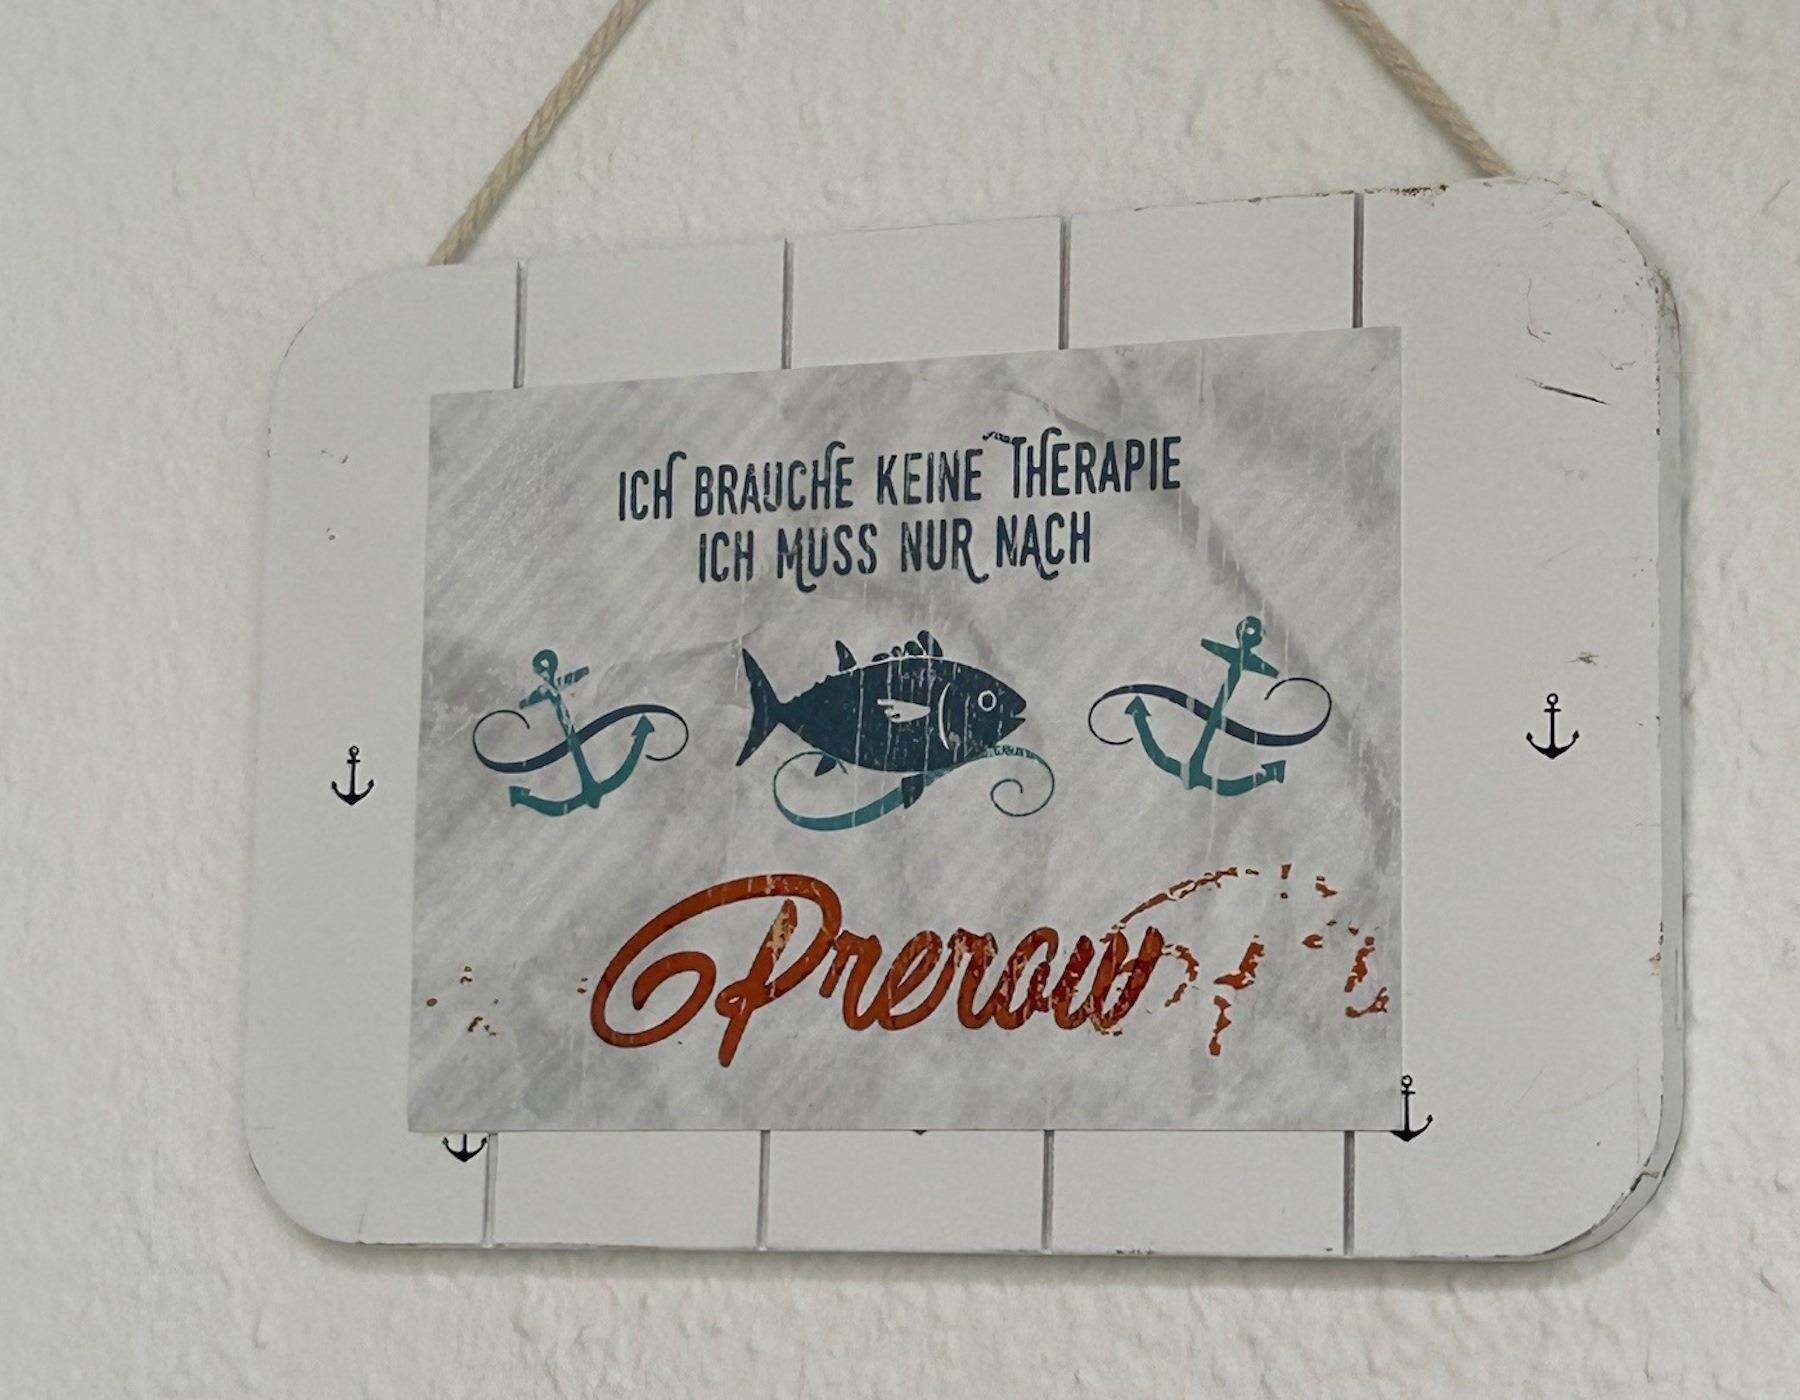 ICH BRAUCHE KEINE THERAPIE
ICH MUSS NUR NACH
Prerow